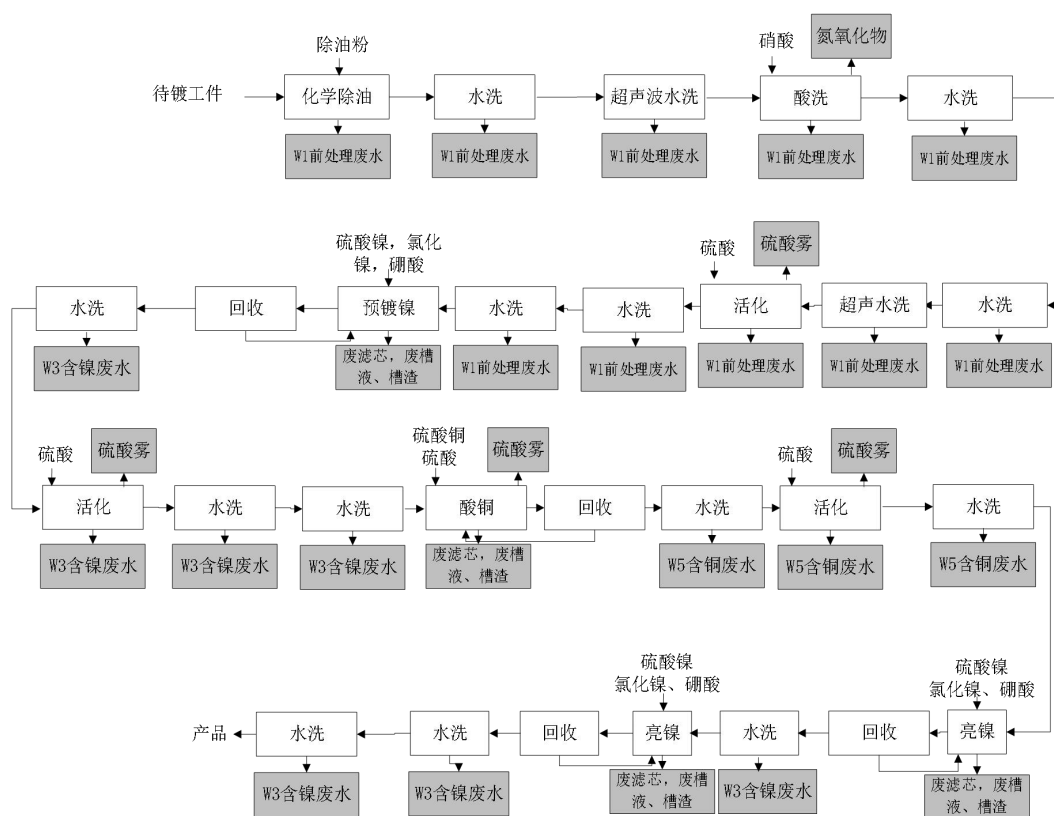 除油粉
硝酸
氮氧化物
待镀工件
化学除油
水洗
超声波水洗
酸洗
水洗
W1前处理废水
W1前处理废水
W1前处理废水
W1前处理废水
W1前处理废水
硫酸镍，氯化
镍，硼酸
硫酸
硫酸雾
水洗
回收
预镀镍
水洗
水洗
活化
超声水洗
水洗
W3含镍废水
废滤芯，废槽
液、槽渣
W1前处理废水
W1前处理废水
W1前处理废水
W1前处理废水
W1前处理废水
硫酸
硫酸雾
硫酸铜
硫酸
硫酸雾
硫酸
硫酸雾
活化
水洗
水洗
酸铜
回收
水洗
活化
水洗
W3含镍废水
W3含镍废水
W3含镍废水
废滤芯，废槽
液、槽渣
W5含铜废水
W5含铜废水
W5含铜废水
硫酸镍
氯化镍、硼酸
硫酸镍
氯化镍、硼酸
产品
水洗
水洗
回收
亮镍
水洗
回收
亮镍
W3含镍废水
W3含镍废水
废滤芯，废槽
液、槽渣
W3含镍废水
废滤芯，废槽
液、槽渣